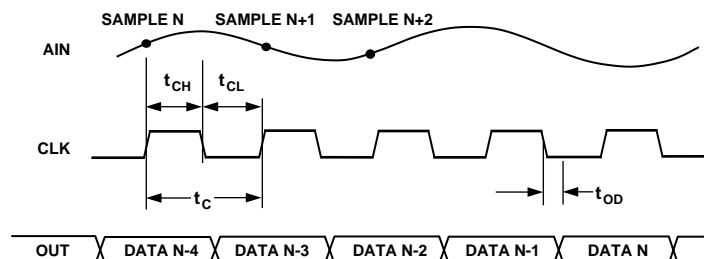 SAMPLE N SAMPLE N+1 SAMPLE N+2
AIN
tCH tCL
CLK
tC
tOD
OUT DATA N-4 DATA N-3 DATA N-2 DATA N-1 DATA N